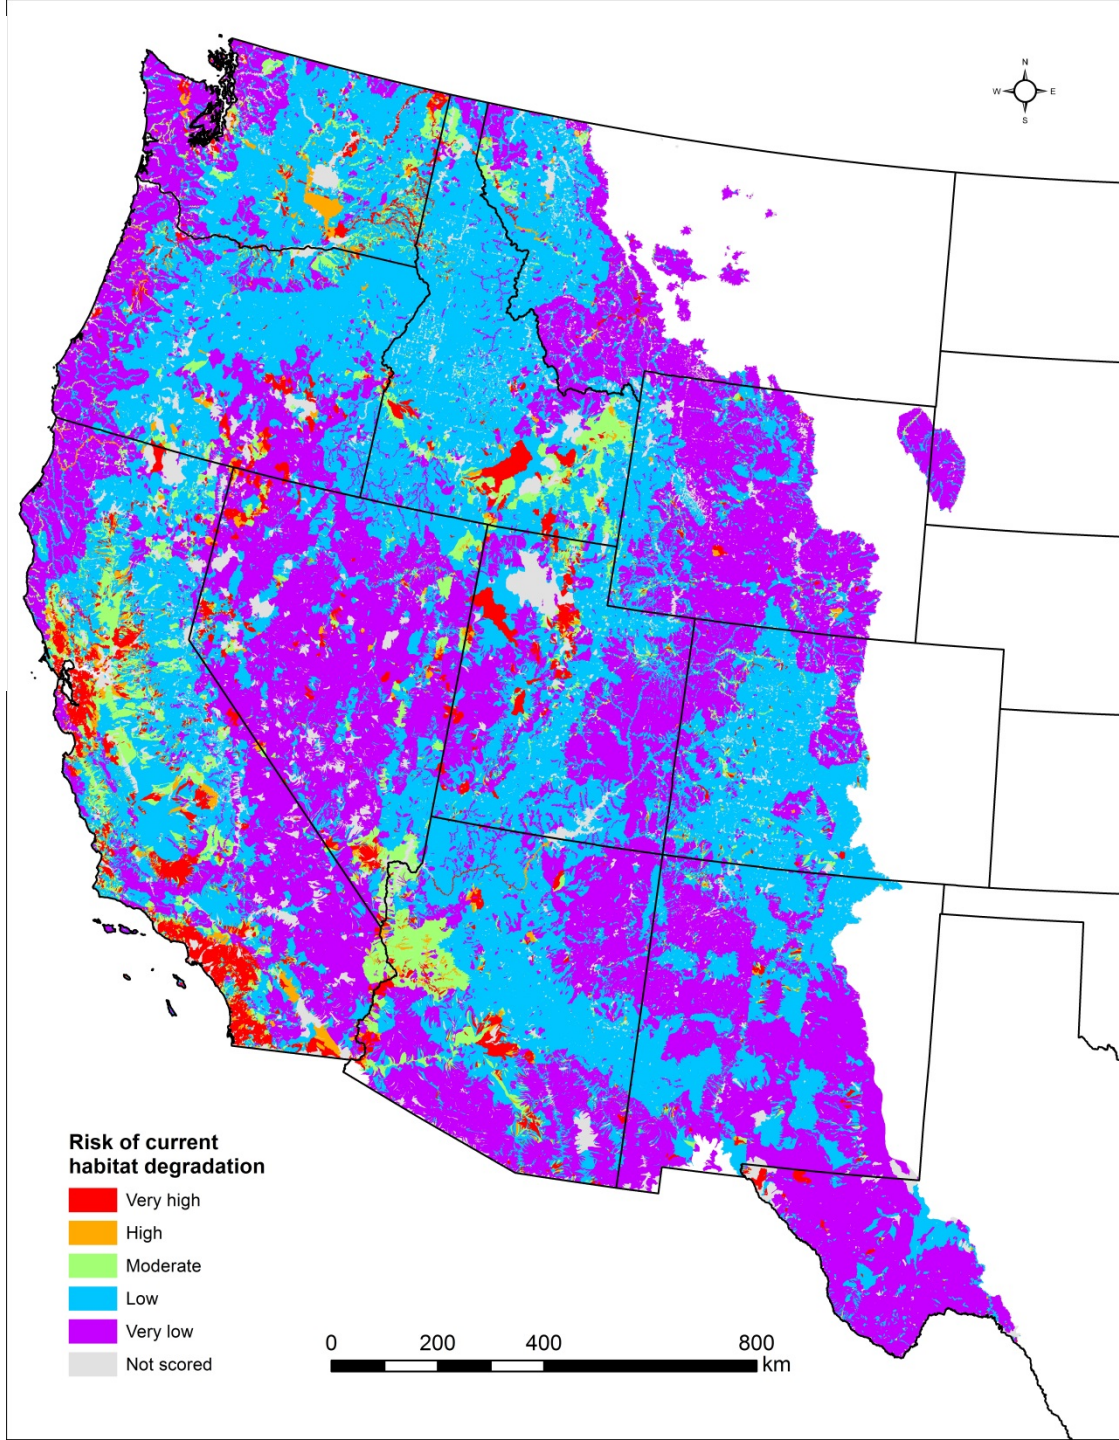 N
W E
S
Risk of current
habitat degradation
Very high
High
Moderate
Low
Very low
Not scored
0 200 400 800
km